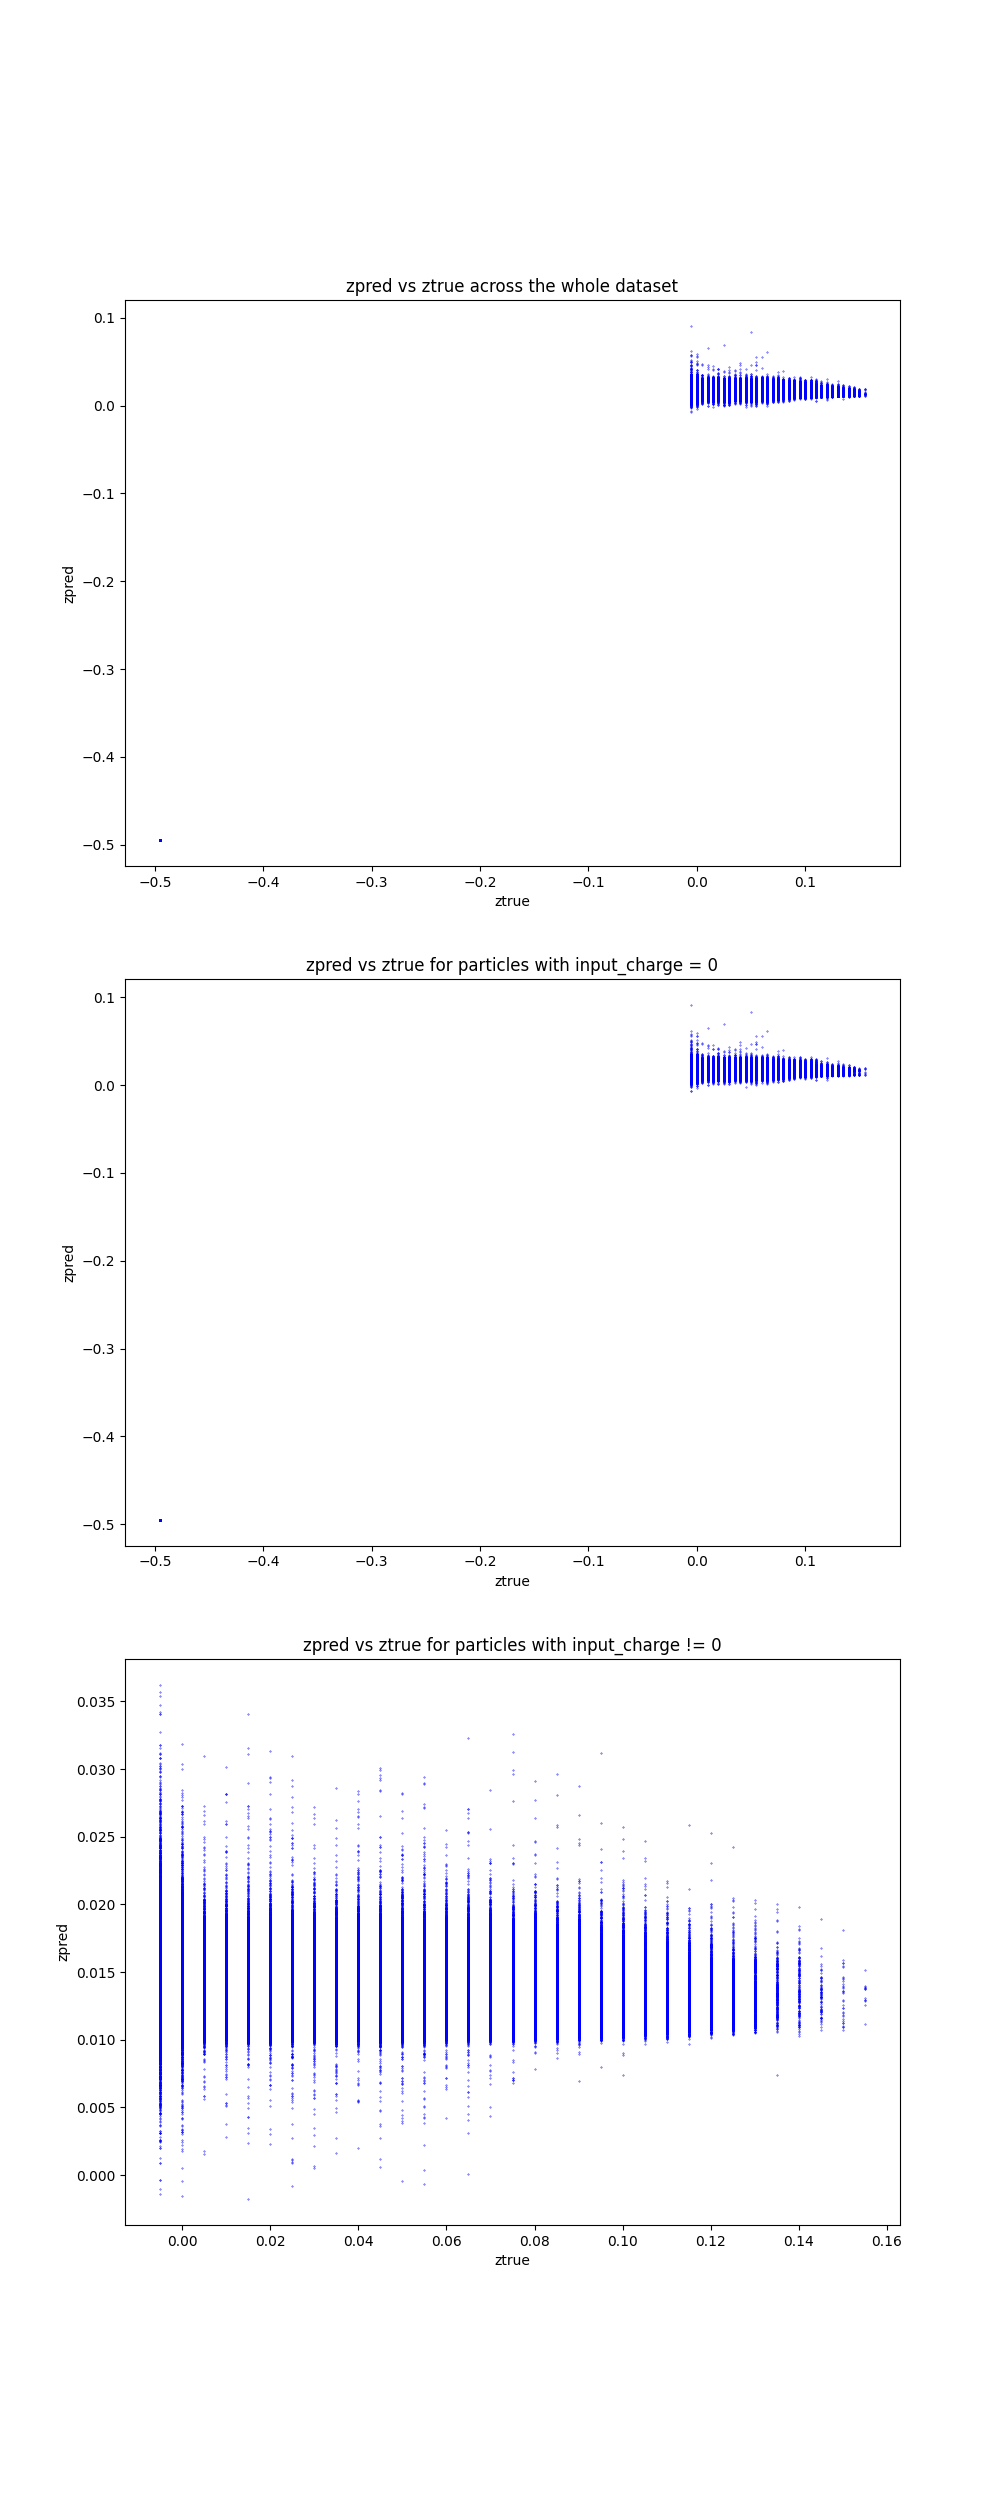 zpred vs ztrue across the whole dataset
0.1
0.0
−0.1
−0.2
−0.3
−0.4
−0.5
zpred
−0.5 −0.4 −0.3 −0.2 −0.1 0.0 0.1
ztrue
zpred vs ztrue for particles with input_charge = 0
0.1
0.0
−0.1
−0.2
−0.3
−0.4
−0.5
zpred
−0.5 −0.4 −0.3 −0.2 −0.1 0.0 0.1
ztrue
zpred vs ztrue for particles with input_charge != 0
0.035
0.030
0.025
0.020
0.015
0.010
0.005
0.000
zpred
0.00 0.02 0.04 0.06 0.08 0.10 0.12 0.14 0.16
ztrue